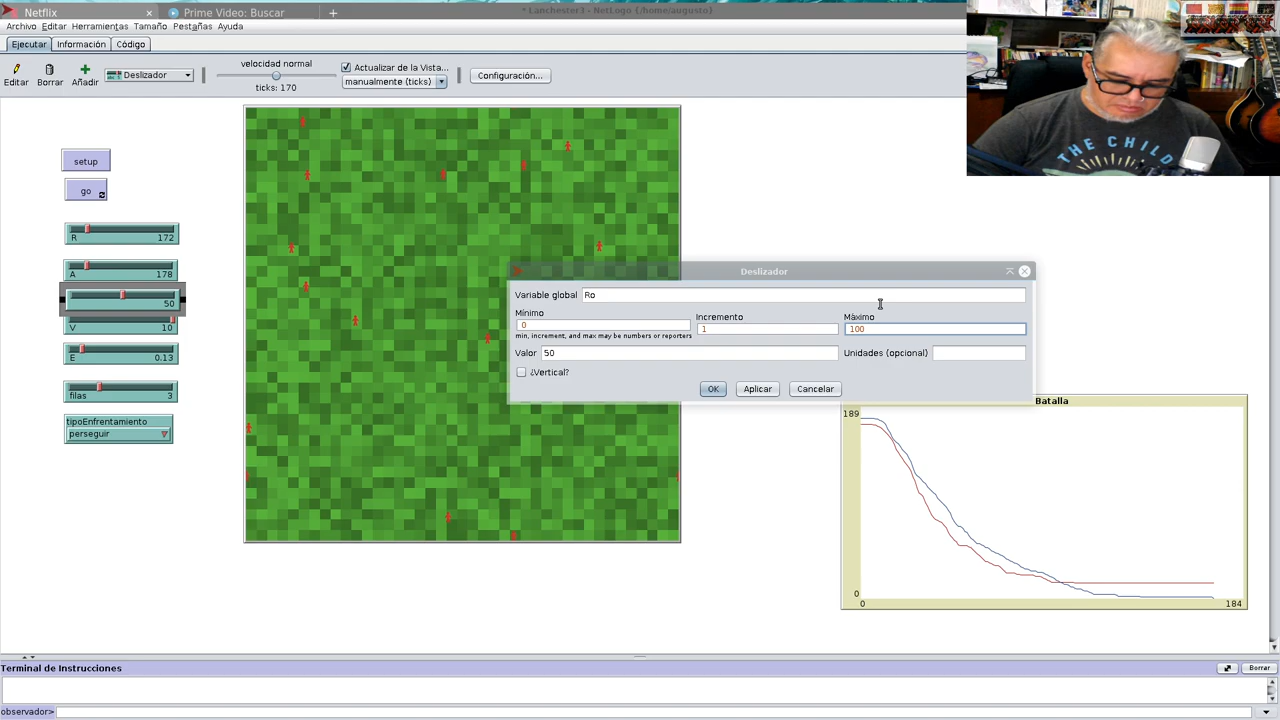 Netflix × Prime Video: Buscar +
* Lanchester3 - NetLogo {/home/augusto}
Archivo Editar Herramientas Tamaño Pestañas Ayuda
Ejecutar Información Código
Editar Borrar Añadir Deslizador
velocidad normal
ticks: 170
Actualizar de la Vista...
manualmente (ticks)
Configuración...
THE CHILD
setup
go
R 172
A 178
50
V 10
E 0.13
filas 3
tipoEnfrentamiento
perseguir
Deslizador
Variable global Ro
Mínimo Incremento Máximo
0 1 100
min, increment, and max may be numbers or reporters
Valor 50 Unidades (opcional)
¿Vertical?
OK Aplicar Cancelar
Batalla
189
0
0 184
Terminal de Instrucciones Borrar
observador>